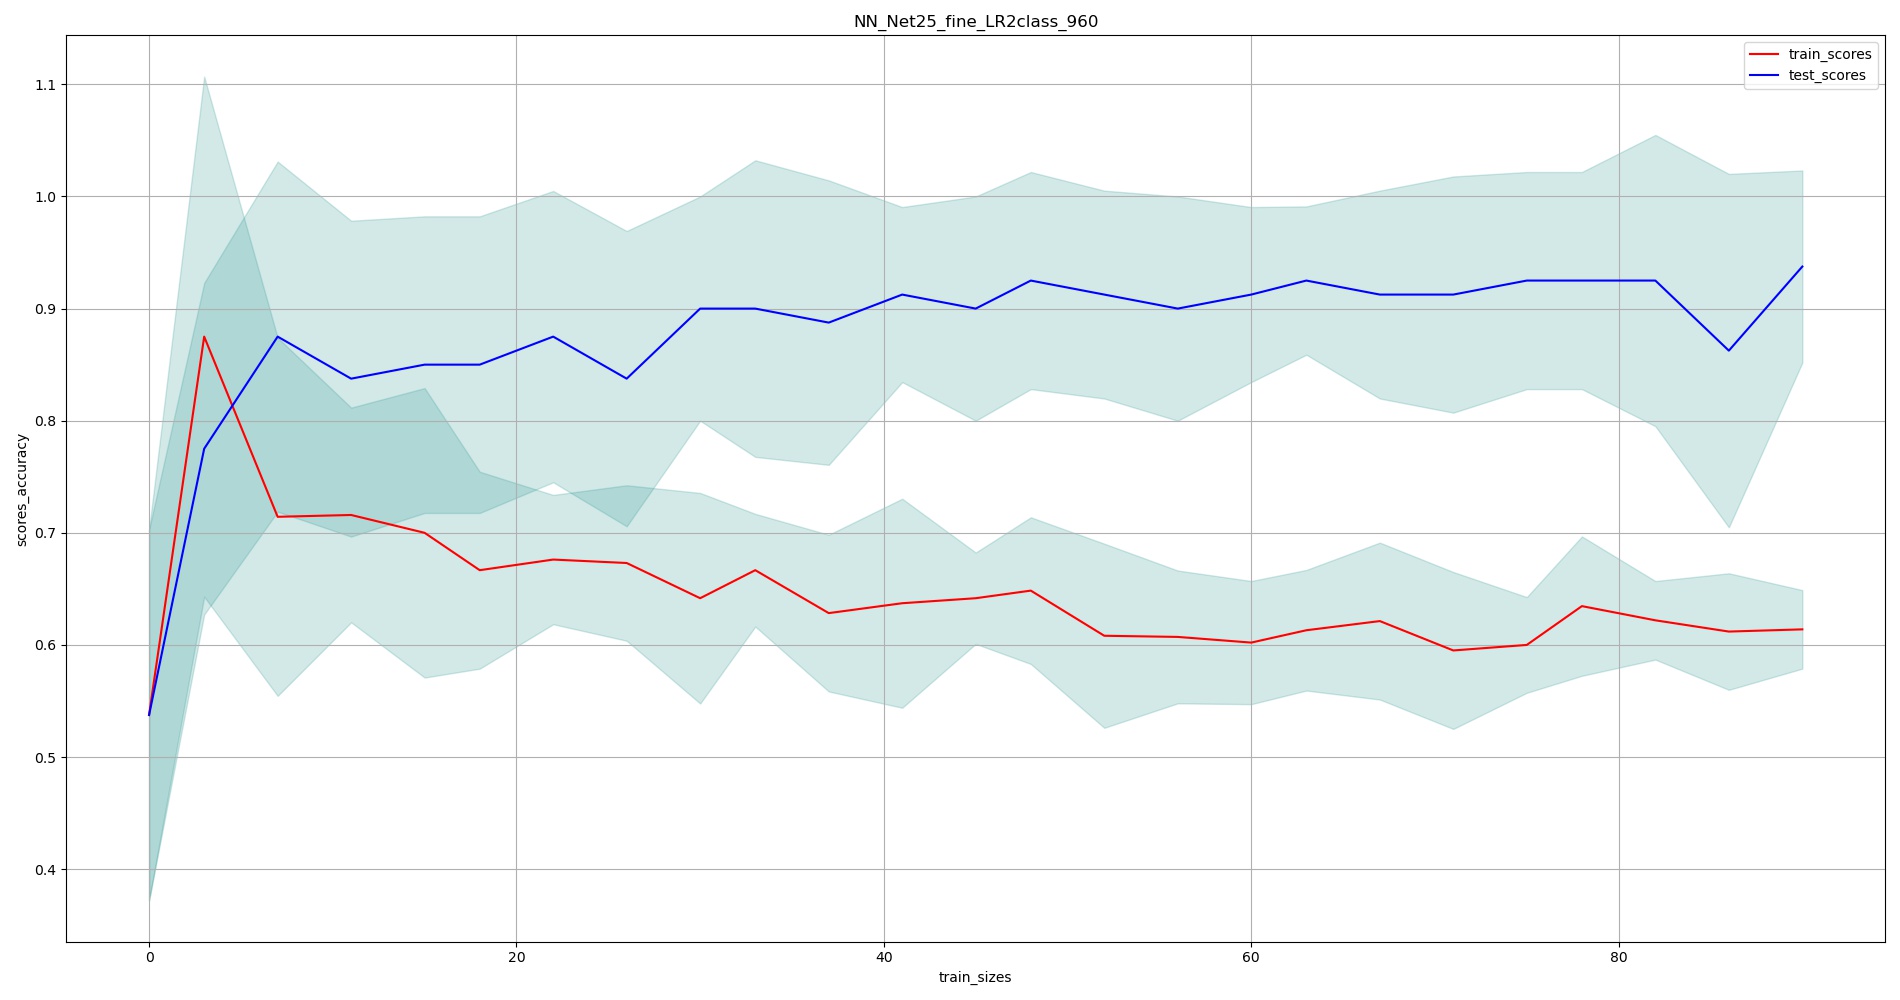 NN_Net25_fine_LR2class_960
train_scores
test_scores
1.1
1.0
0.9
0.8
0.7
0.6
0.5
0.4
scores_accuracy
0 20 40 60 80
train_sizes